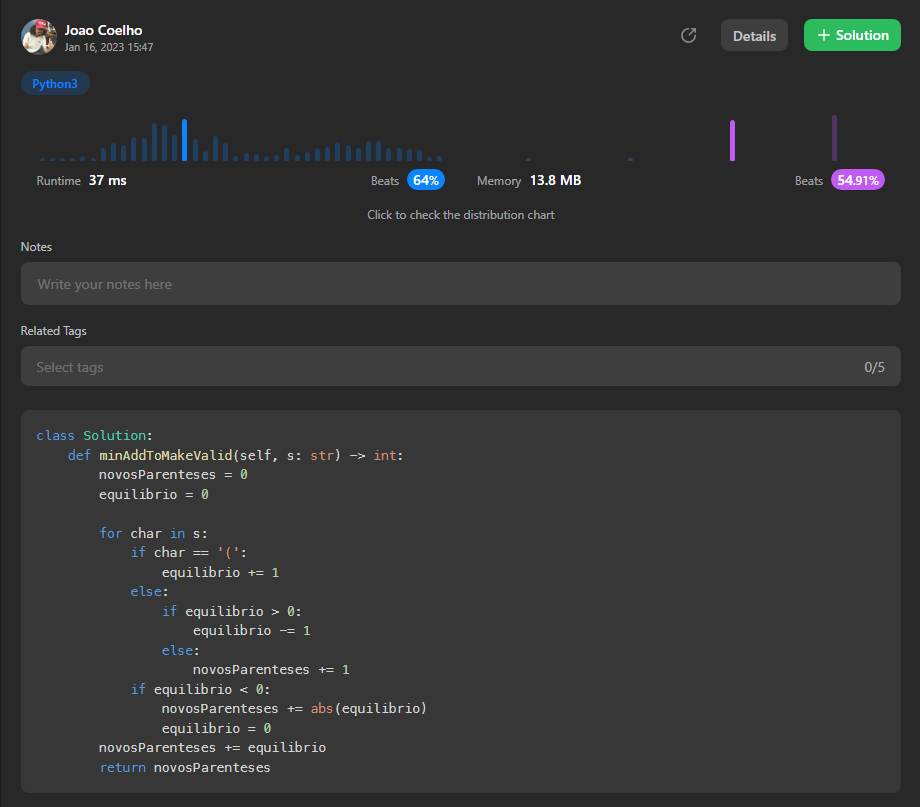 Joao Coelho
Jan 16, 2023 15:47
Details
+ Solution
Python3
Runtime 37 ms Beats 64% Memory 13.8 MB Beats 54.91%
Click to check the distribution chart
Notes
Write your notes here
Related Tags
Select tags 0/5
class Solution:
    def minAddToMakeValid(self, s: str) -> int:
        novosParenteses = 0
        equilibrio = 0

        for char in s:
            if char == '(':
                equilibrio += 1
            else:
                if equilibrio > 0:
                    equilibrio -= 1
                else:
                    novosParenteses += 1
            if equilibrio < 0:
                novosParenteses += abs(equilibrio)
                equilibrio = 0
        novosParenteses += equilibrio
        return novosParenteses